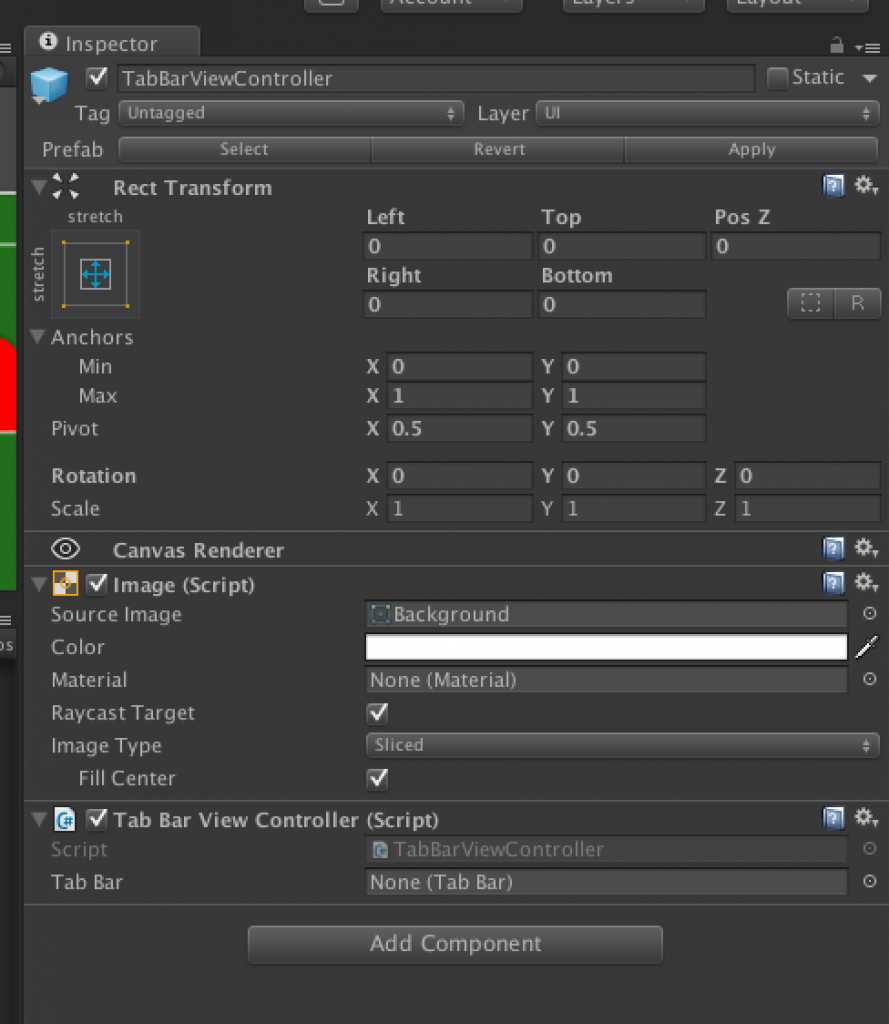 Account Layers Layout
Inspector
TabBarViewController Static
Tag Untagged Layer UI
Prefab Select Revert Apply
Rect Transform
stretch Left Top Pos Z
stretch
0 0 0
Right Bottom
0 0 R
Anchors
Min X 0 Y 0
Max X 1 Y 1
Pivot X 0.5 Y 0.5
Rotation X 0 Y 0 Z 0
Scale X 1 Y 1 Z 1
Canvas Renderer
Image (Script)
Source Image Background
Color
Material None (Material)
Raycast Target
Image Type Sliced
Fill Center
Tab Bar View Controller (Script)
Script TabBarViewController
Tab Bar None (Tab Bar)
Add Component